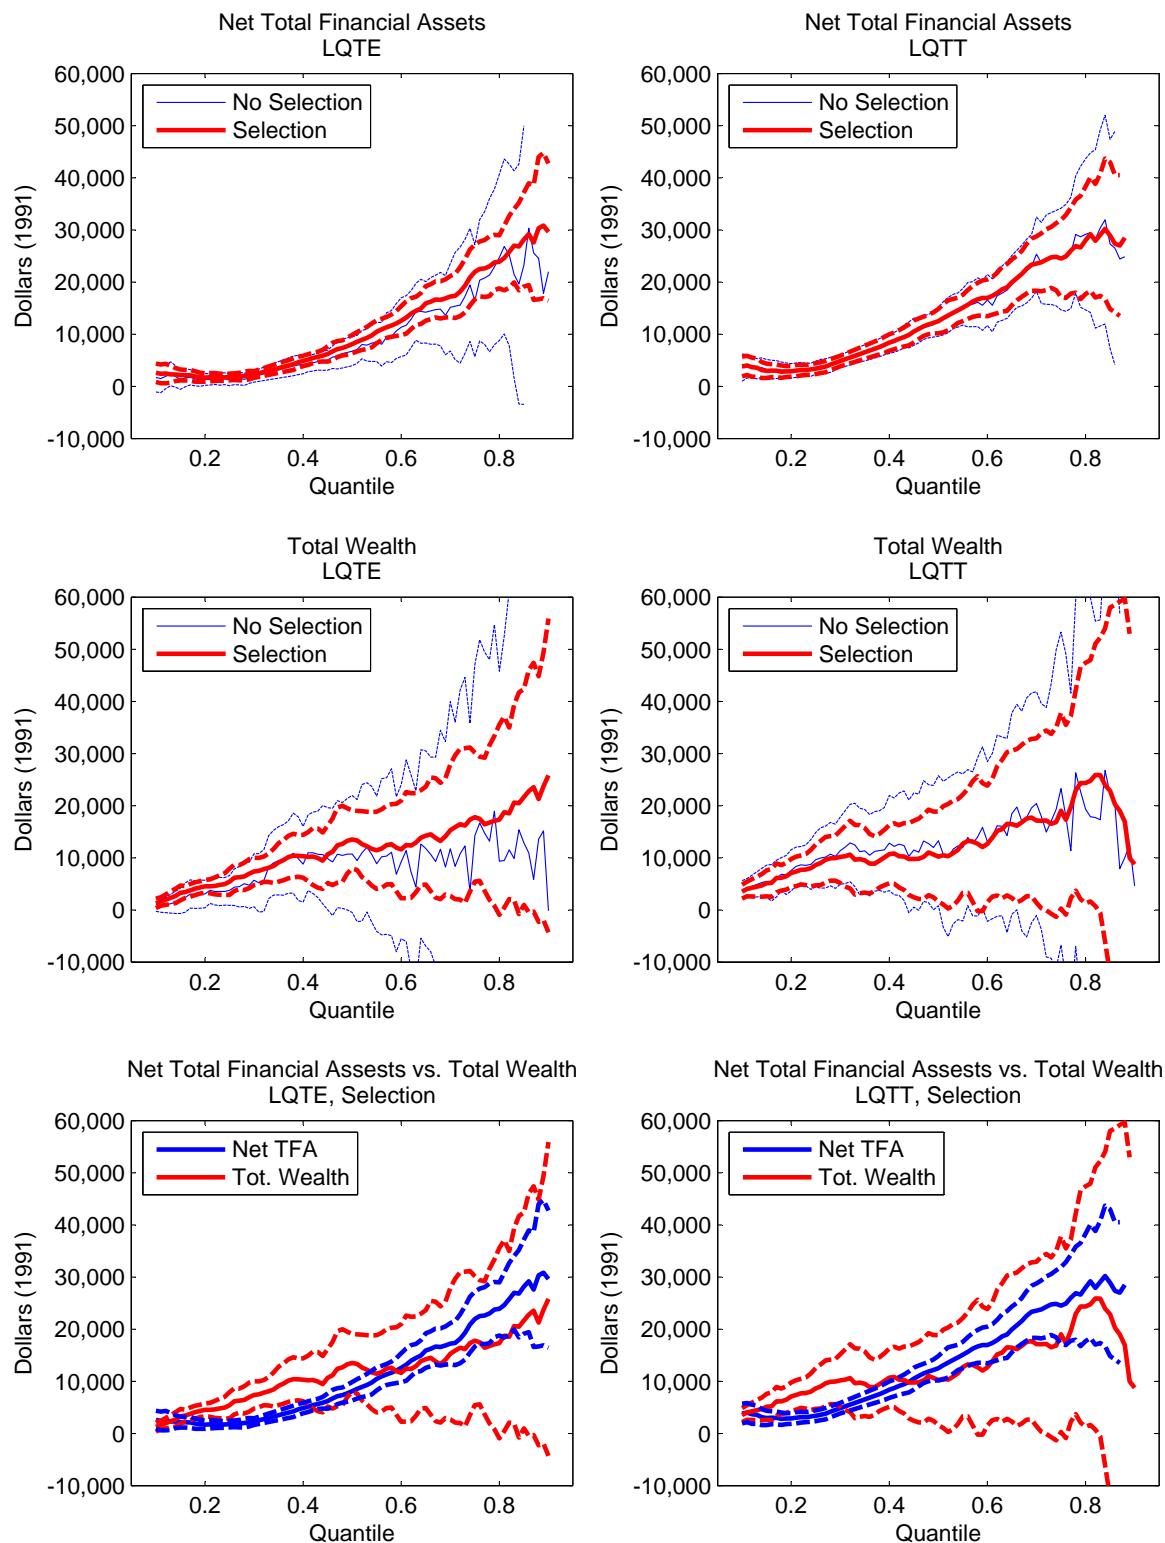 Net Total Financial Assets
LQTE
60,000
50,000
40,000
30,000
20,000
10,000
0
-10,000
Dollars (1991)
No Selection
Selection
0.2 0.4 0.6 0.8
Quantile
Net Total Financial Assets
LQTT
60,000
50,000
40,000
30,000
20,000
10,000
0
-10,000
Dollars (1991)
No Selection
Selection
0.2 0.4 0.6 0.8
Quantile
Total Wealth
LQTE
60,000
50,000
40,000
30,000
20,000
10,000
0
-10,000
Dollars (1991)
No Selection
Selection
0.2 0.4 0.6 0.8
Quantile
Total Wealth
LQTT
60,000
50,000
40,000
30,000
20,000
10,000
0
-10,000
Dollars (1991)
No Selection
Selection
0.2 0.4 0.6 0.8
Quantile
Net Total Financial Assests vs. Total Wealth
LQTE, Selection
60,000
50,000
40,000
30,000
20,000
10,000
0
-10,000
Dollars (1991)
Net TFA
Tot. Wealth
0.2 0.4 0.6 0.8
Quantile
Net Total Financial Assests vs. Total Wealth
LQTT, Selection
60,000
50,000
40,000
30,000
20,000
10,000
0
-10,000
Dollars (1991)
Net TFA
Tot. Wealth
0.2 0.4 0.6 0.8
Quantile